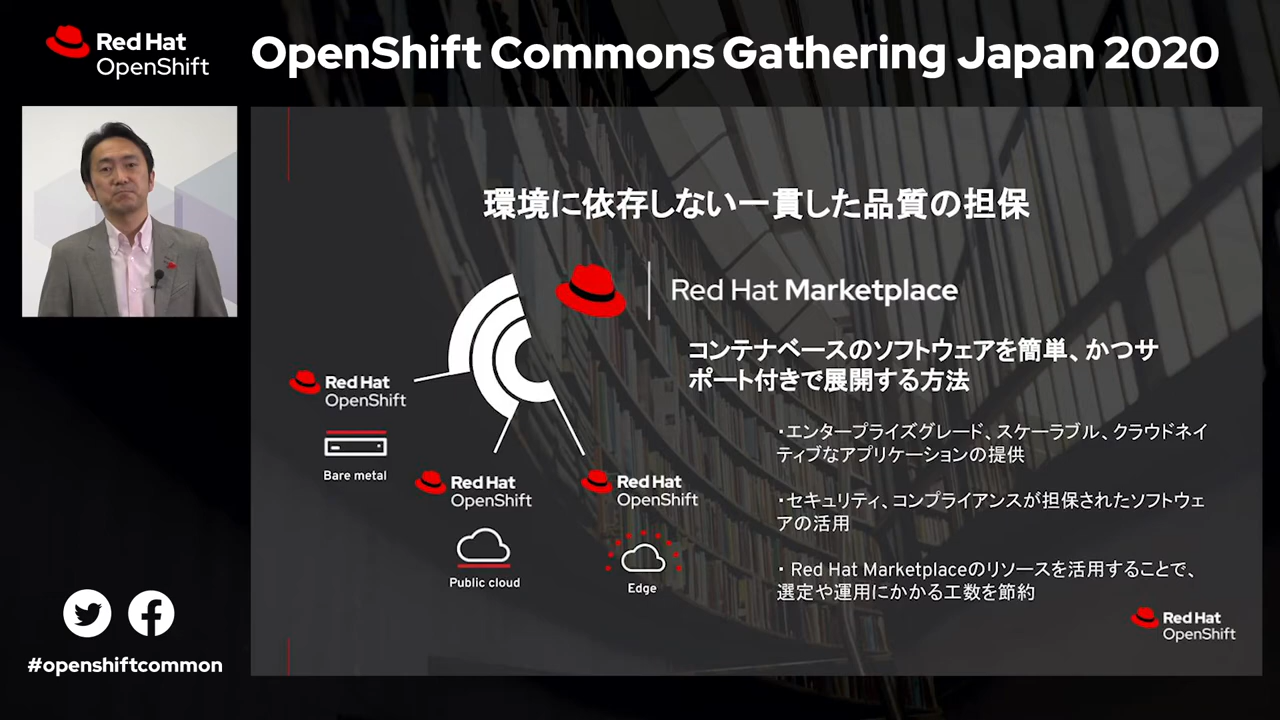 Red Hat
OpenShift
OpenShift Commons Gathering Japan 2020
環境に依存しない一貫した品質の担保
Red Hat Marketplace
コンテナベースのソフトウェアを簡単、かつサ
ポート付きで展開する方法
Red Hat
OpenShift
Bare metal
Red Hat
OpenShift
Public cloud
Red Hat
OpenShift
Edge
・エンタープライズグレード、スケーラブル、クラウドネイ
ティブなアプリケーションの提供
・セキュリティ、コンプライアンスが担保されたソフトウェ
アの活用
・Red Hat Marketplaceのリソースを活用することで、
選定や運用にかかる工数を節約
Red Hat
OpenShift
#openshiftcommon